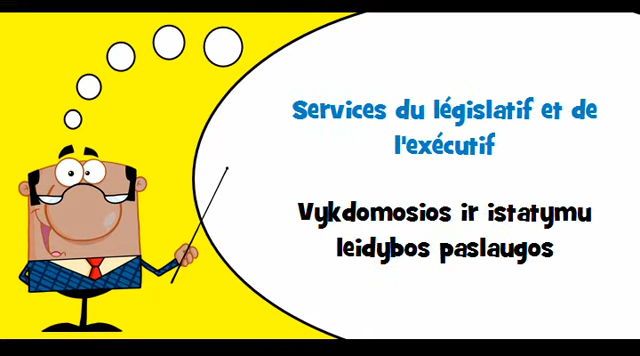 Services du législatif et de
l'exécutif
Vykdomosios ir istatymu
leidybos paslaugos